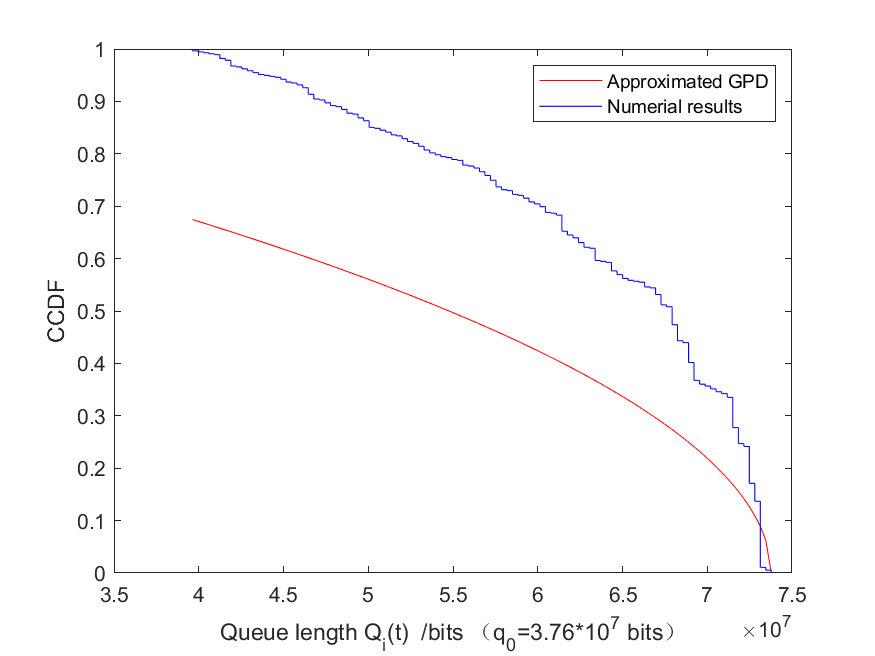 1
0.9
0.8
0.7
0.6
0.5
0.4
0.3
0.2
0.1
0
CCDF
Approximated GPD
Numerial results
3.5 4 4.5 5 5.5 6 6.5 7 7.5
×10^7
Queue length Q_i(t) /bits （q_0=3.76*10^7 bits）